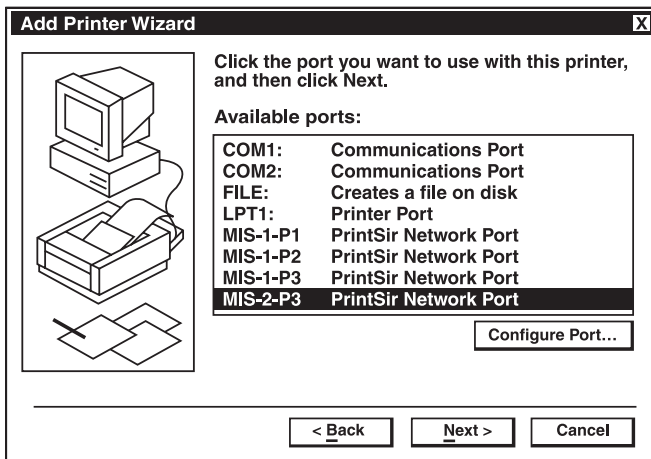 Add Printer Wizard X
Click the port you want to use with this printer,
and then click Next.
Available ports:
COM1: Communications Port
COM2: Communications Port
FILE: Creates a file on disk
LPT1: Printer Port
MIS-1-P1 PrintSir Network Port
MIS-1-P2 PrintSir Network Port
MIS-1-P3 PrintSir Network Port
MIS-2-P3 PrintSir Network Port
Configure Port...
< Back Next > Cancel